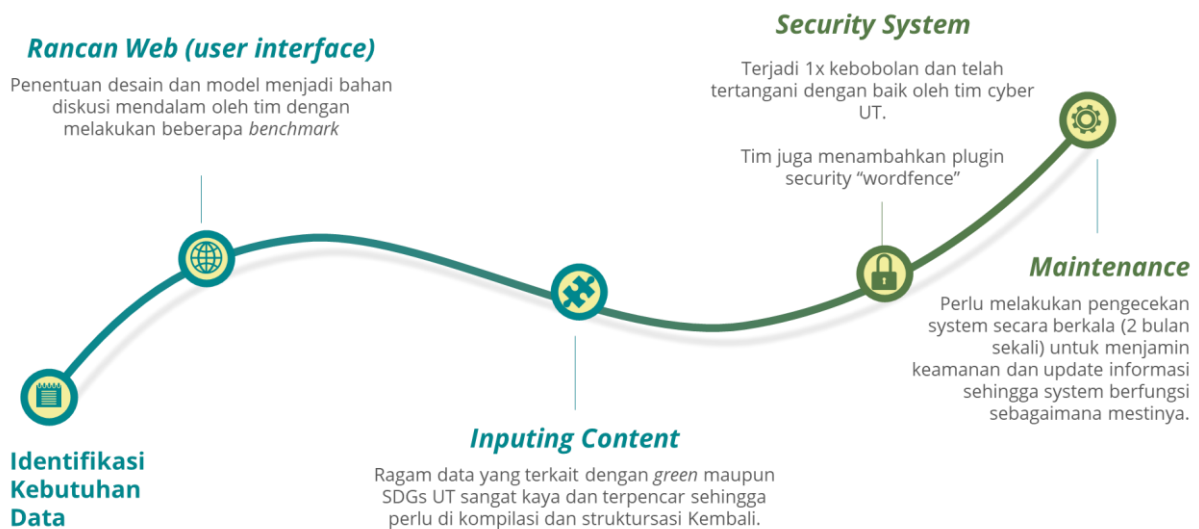 Rancan Web (user interface)
Penentuan desain dan model menjadi bahan
diskusi mendalam oleh tim dengan
melakukan beberapa benchmark
Security System
Terjadi 1x kebobolan dan telah
tertangani dengan baik oleh tim cyber
UT.
Tim juga menambahkan plugin
security “wordfence”
Maintenance
Perlu melakukan pengecekan
system secara berkala (2 bulan
sekali) untuk menjamin
keamanan dan update informasi
sehingga system berfungsi
sebagaimana mestinya.
Identifikasi
Kebutuhan
Data
Inputing Content
Ragam data yang terkait dengan green maupun
SDGs UT sangat kaya dan terpencar sehingga
perlu di kompilasi dan struktursasi Kembali.